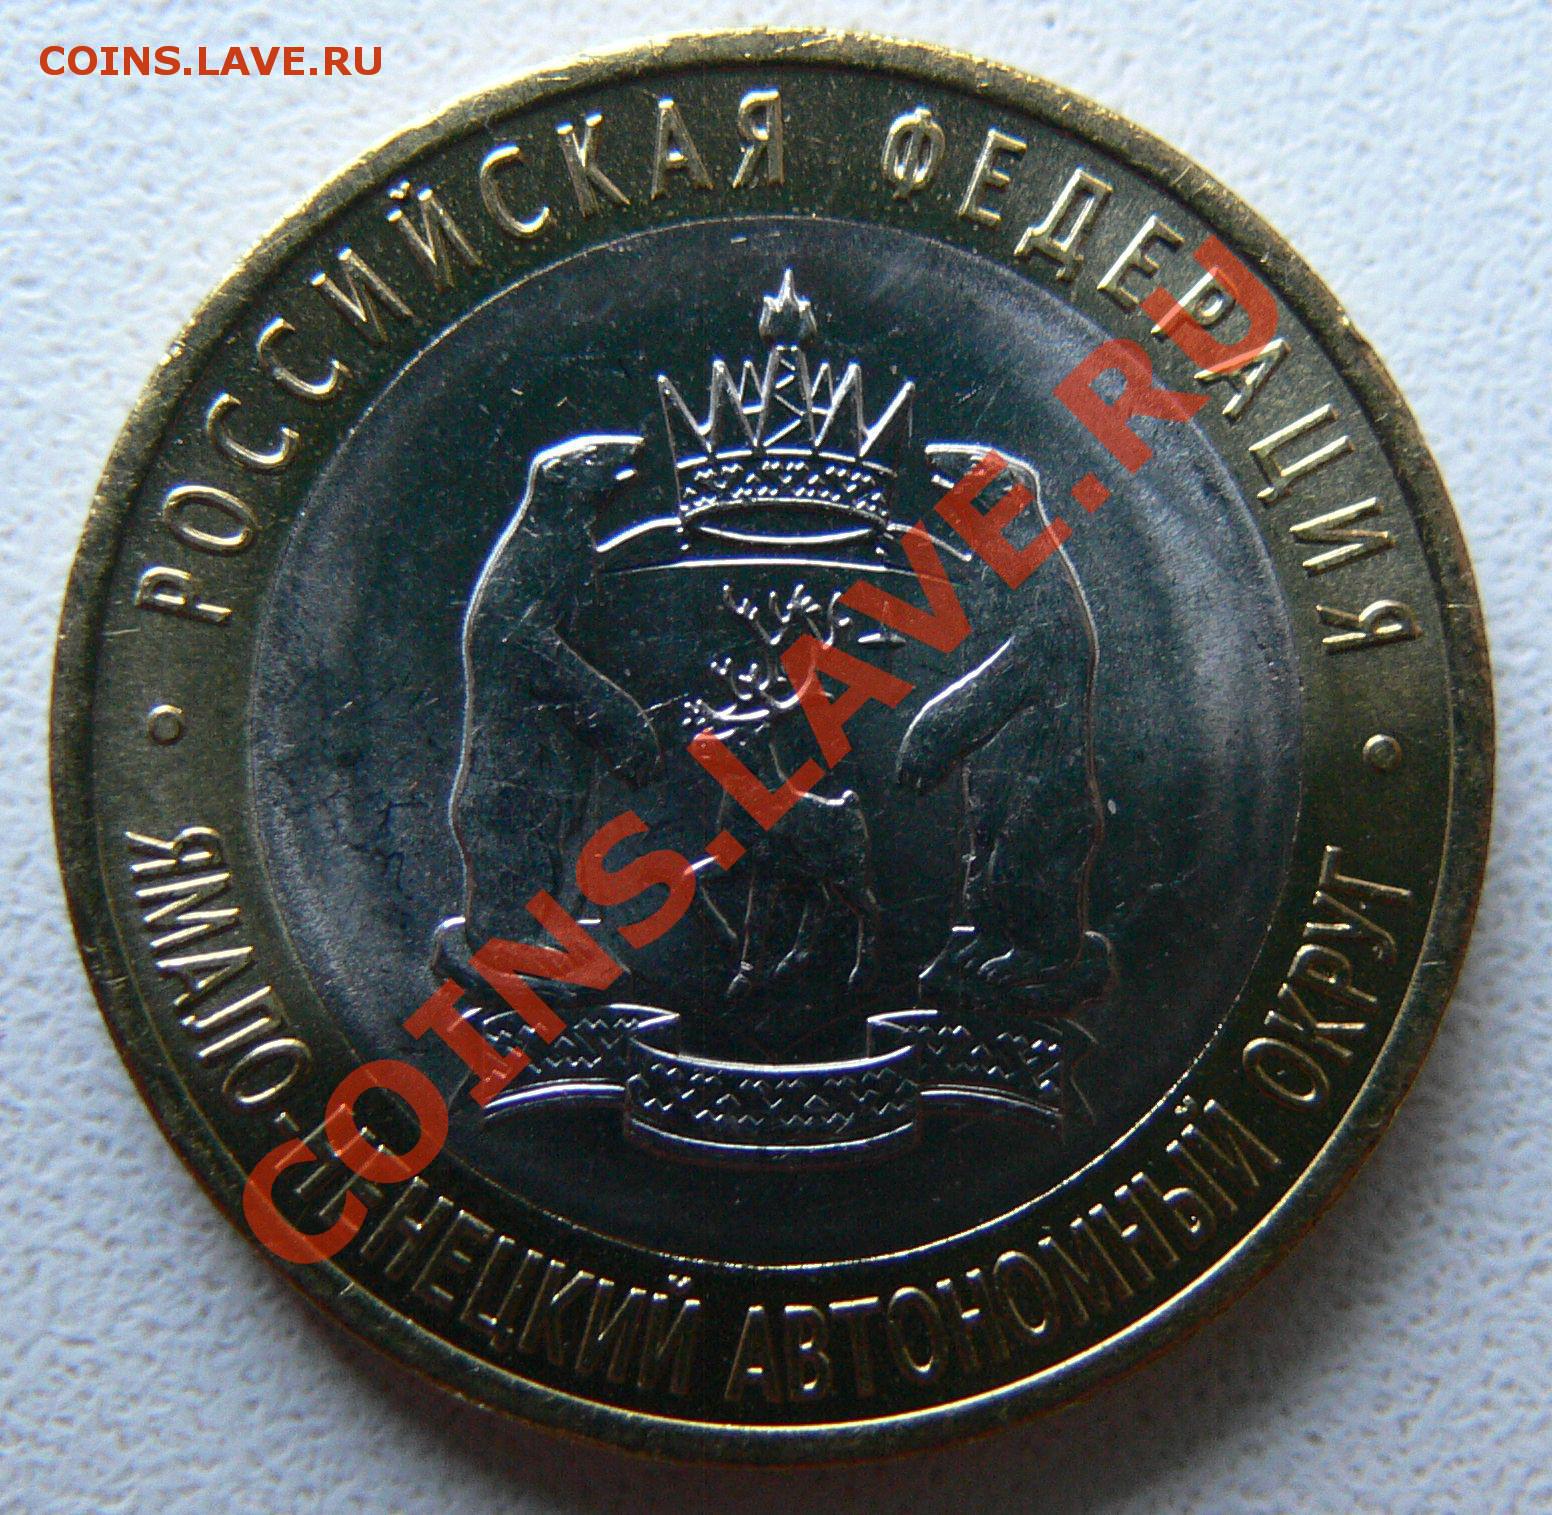 COINS.LAVE.RU
• РОССИЙСКАЯ ФЕДЕРАЦИЯ •
ЯМАЛО-НЕНЕЦКИЙ АВТОНОМНЫЙ ОКРУГ
COINS.LAVE.RU